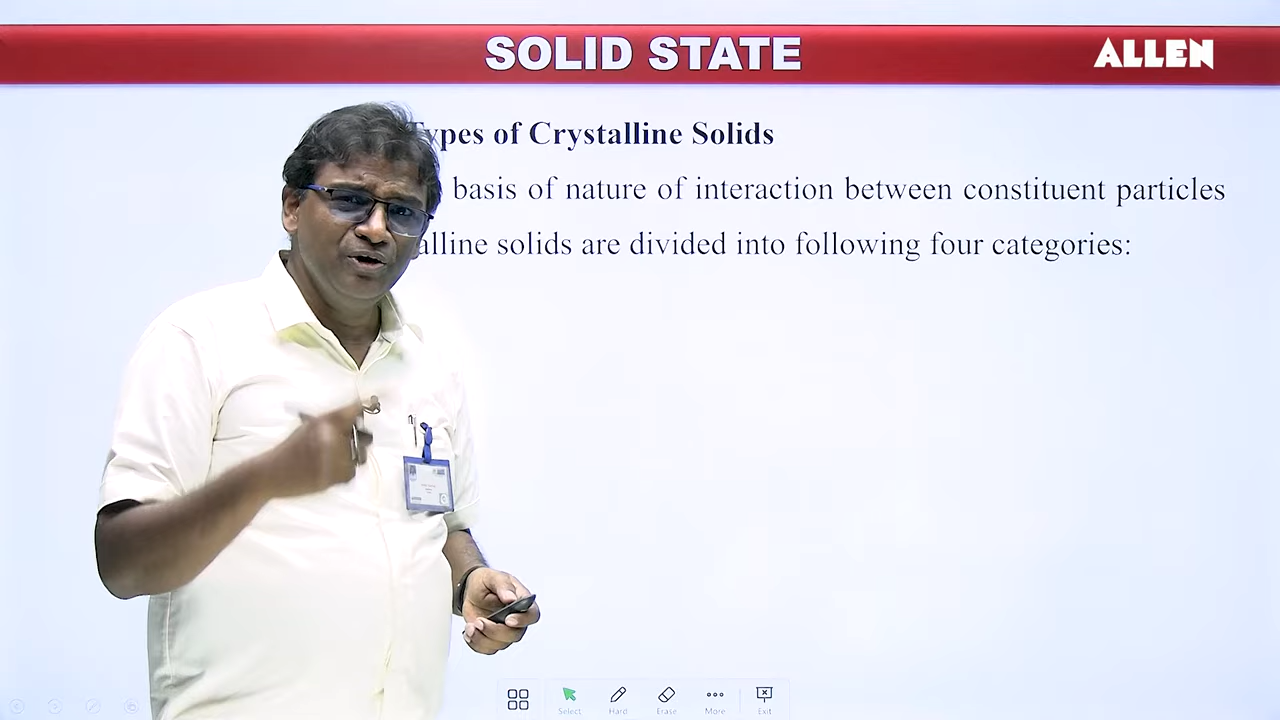 SOLID STATE
ALLEN
Types of Crystalline Solids
basis of nature of interaction between constituent particles
alline solids are divided into following four categories:
Select
Hard
Erase
More
Exit